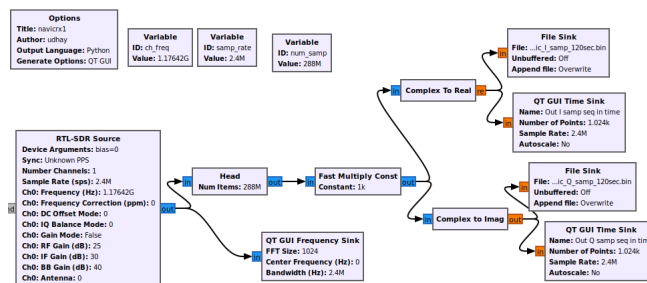 Options
Title: navicrx1
Author: udhay
Output Language: Python
Generate Options: QT GUI
Variable
ID: ch_freq
Value: 1.17642G
Variable
ID: samp_rate
Value: 2.4M
Variable
ID: num_samp
Value: 288M
File Sink
File: ...ic_I_samp_120sec.bin
Unbuffered: Off
Append file: Overwrite
in
in
Complex To Real
re
in
QT GUI Time Sink
Name: Out I samp seq in time
Number of Points: 1.024k
Sample Rate: 2.4M
Autoscale: No
RTL-SDR Source
Device Arguments: bias=0
Sync: Unknown PPS
Number Channels: 1
Sample Rate (sps): 2.4M
Ch0: Frequency (Hz): 1.17642G
Ch0: Frequency Correction (ppm): 0
Ch0: DC Offset Mode: 0
Ch0: IQ Balance Mode: 0
Ch0: Gain Mode: False
Ch0: RF Gain (dB): 25
Ch0: IF Gain (dB): 30
Ch0: BB Gain (dB): 40
Ch0: Antenna: 0
out
in
Head
Num Items: 288M
out
in
Fast Multiply Const
Constant: 1k
out
in
QT GUI Frequency Sink
FFT Size: 1024
Center Frequency (Hz): 0
Bandwidth (Hz): 2.4M
in
Complex to Imag
out
in
File Sink
File: ...ic_Q_samp_120sec.bin
Unbuffered: Off
Append file: Overwrite
in
QT GUI Time Sink
Name: Out Q samp seq in time
Number of Points: 1.024k
Sample Rate: 2.4M
Autoscale: No